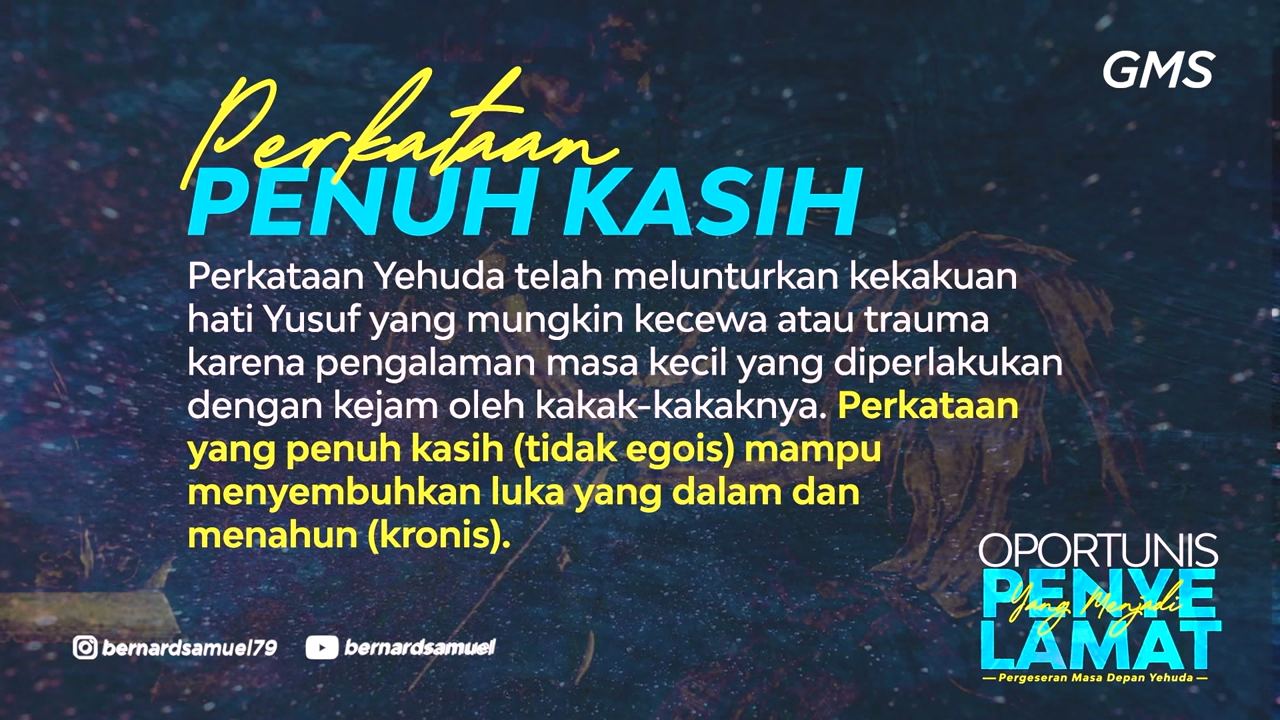 GMS
Perkataan
PENUH KASIH
Perkataan Yehuda telah melunturkan kekakuan
hati Yusuf yang mungkin kecewa atau trauma
karena pengalaman masa kecil yang diperlakukan
dengan kejam oleh kakak-kakaknya. Perkataan
yang penuh kasih (tidak egois) mampu
menyembuhkan luka yang dalam dan
menahun (kronis).
OPORTUNIS
Yang Menjadi
PENYE
LAMAT
—Pergeseran Masa Depan Yehuda—
bernardsamuel79 bernardsamuel